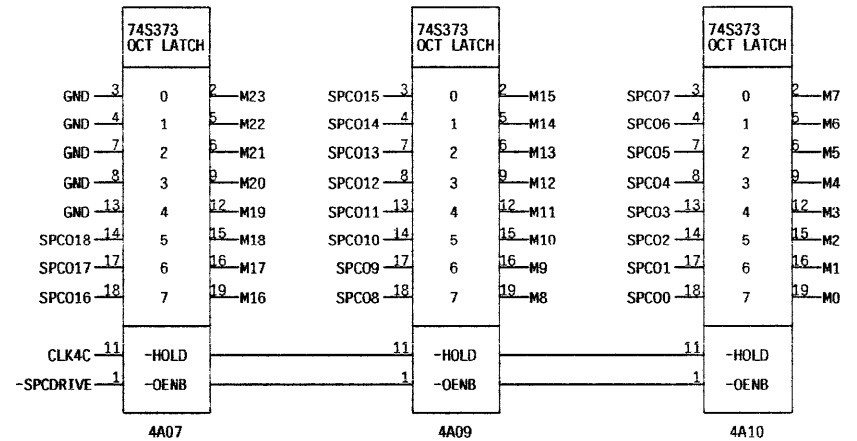 74S373 74S373 74S373
OCT LATCH OCT LATCH OCT LATCH
GND 3 0 2 M23 SPCO15 3 0 2 M15 SPCO7 3 0 2 M7
GND 4 1 5 M22 SPCO14 4 1 5 M14 SPCO6 4 1 5 M6
GND 7 2 6 M21 SPCO13 7 2 6 M13 SPCO5 7 2 6 M5
GND 8 3 9 M20 SPCO12 8 3 9 M12 SPCO4 8 3 9 M4
GND 13 4 12 M19 SPCO11 13 4 12 M11 SPCO3 13 4 12 M3
SPCO18 14 5 15 M18 SPCO10 14 5 15 M10 SPCO2 14 5 15 M2
SPCO17 17 6 16 M17 SPCO9 17 6 16 M9 SPCO1 17 6 16 M1
SPCO16 18 7 19 M16 SPCO8 18 7 19 M8 SPCO0 18 7 19 M0
CLK4C 11 -HOLD 11 -HOLD 11 -HOLD
-SPCDRIVE 1 -OENB 1 -OENB 1 -OENB
4A07 4A09 4A10